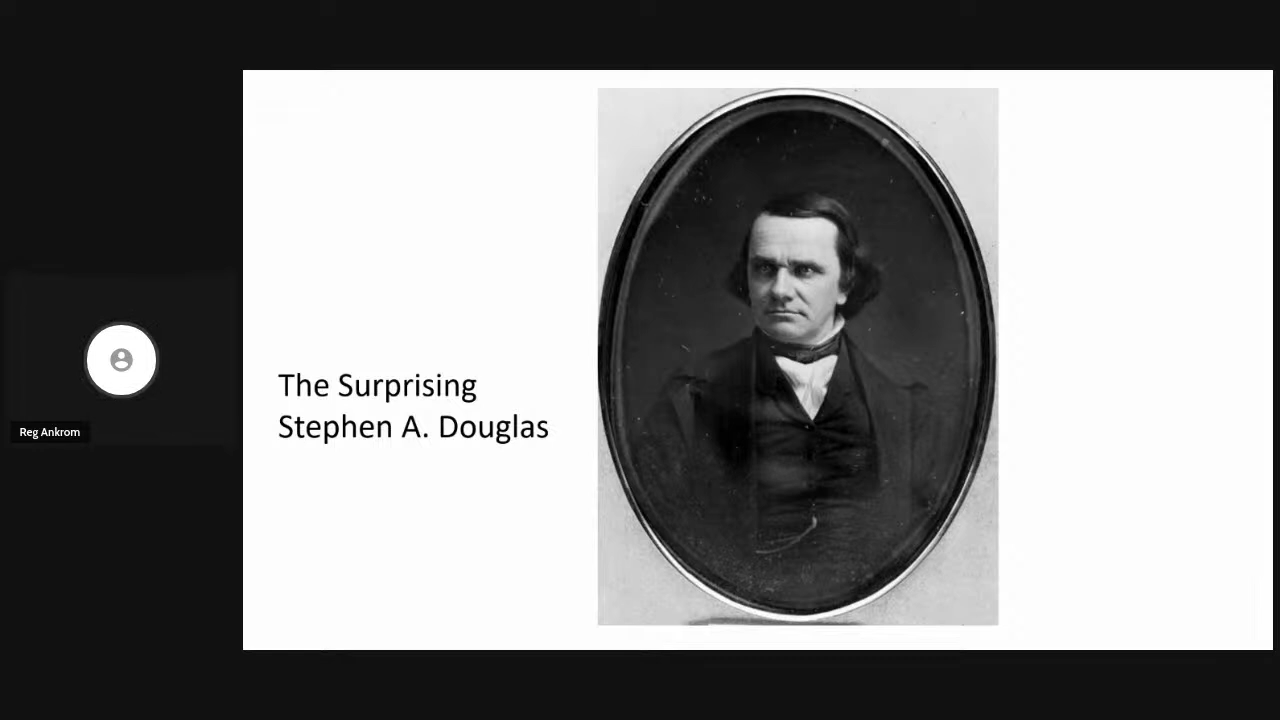 The Surprising
Stephen A. Douglas
Reg Ankrom